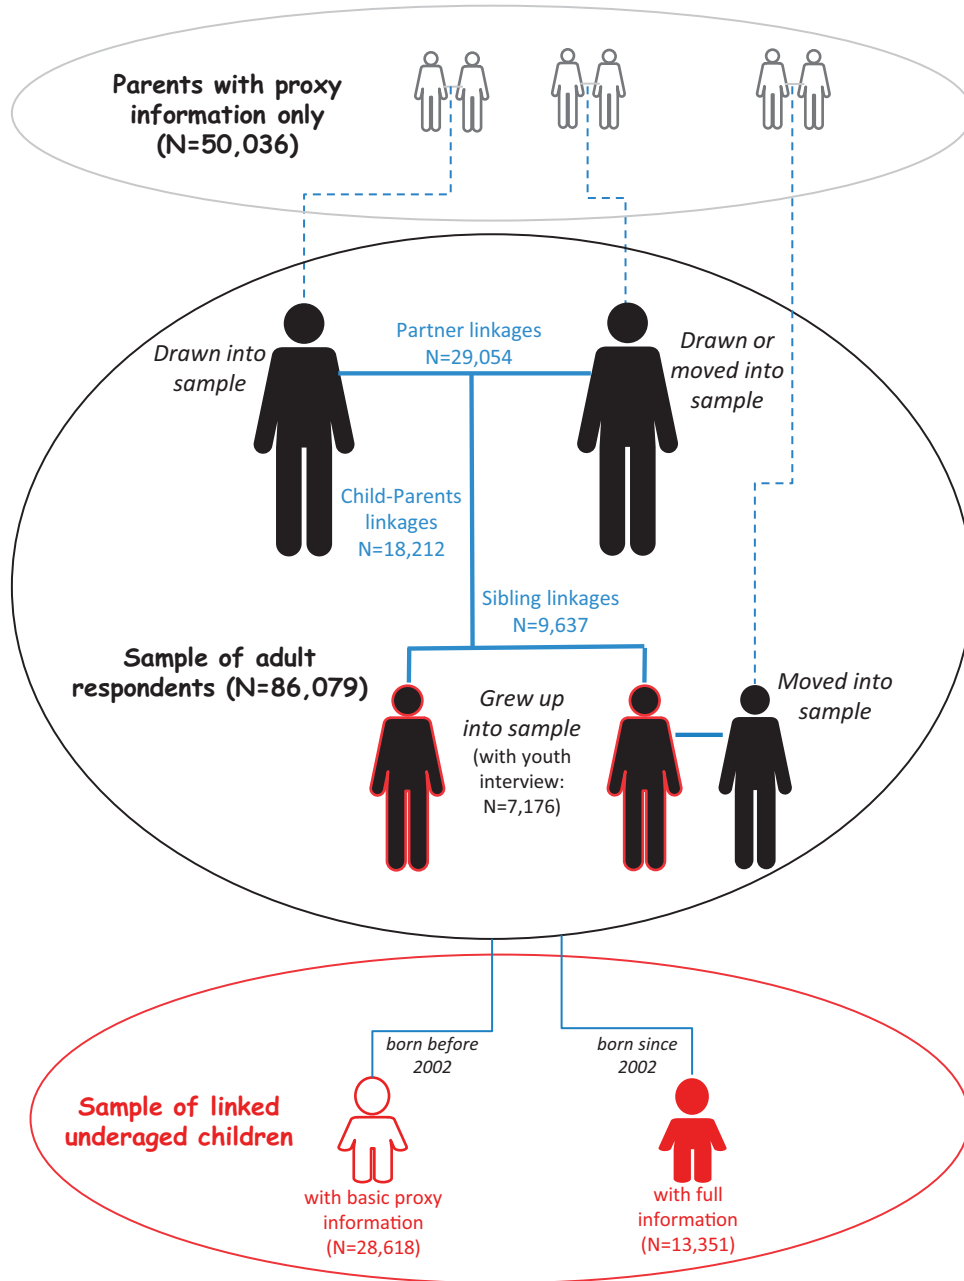 Parents with proxy
information only
(N=50,036)
Drawn into
sample
Partner linkages
N=29,054
Drawn or
moved into
sample
Child-Parents
linkages
N=18,212
Sibling linkages
N=9,637
Sample of adult
respondents (N=86,079)
Grew up
into sample
(with youth
interview:
N=7,176)
Moved into
sample
born before
2002
born since
2002
Sample of linked
underaged children
with basic proxy
information
(N=28,618)
with full
information
(N=13,351)